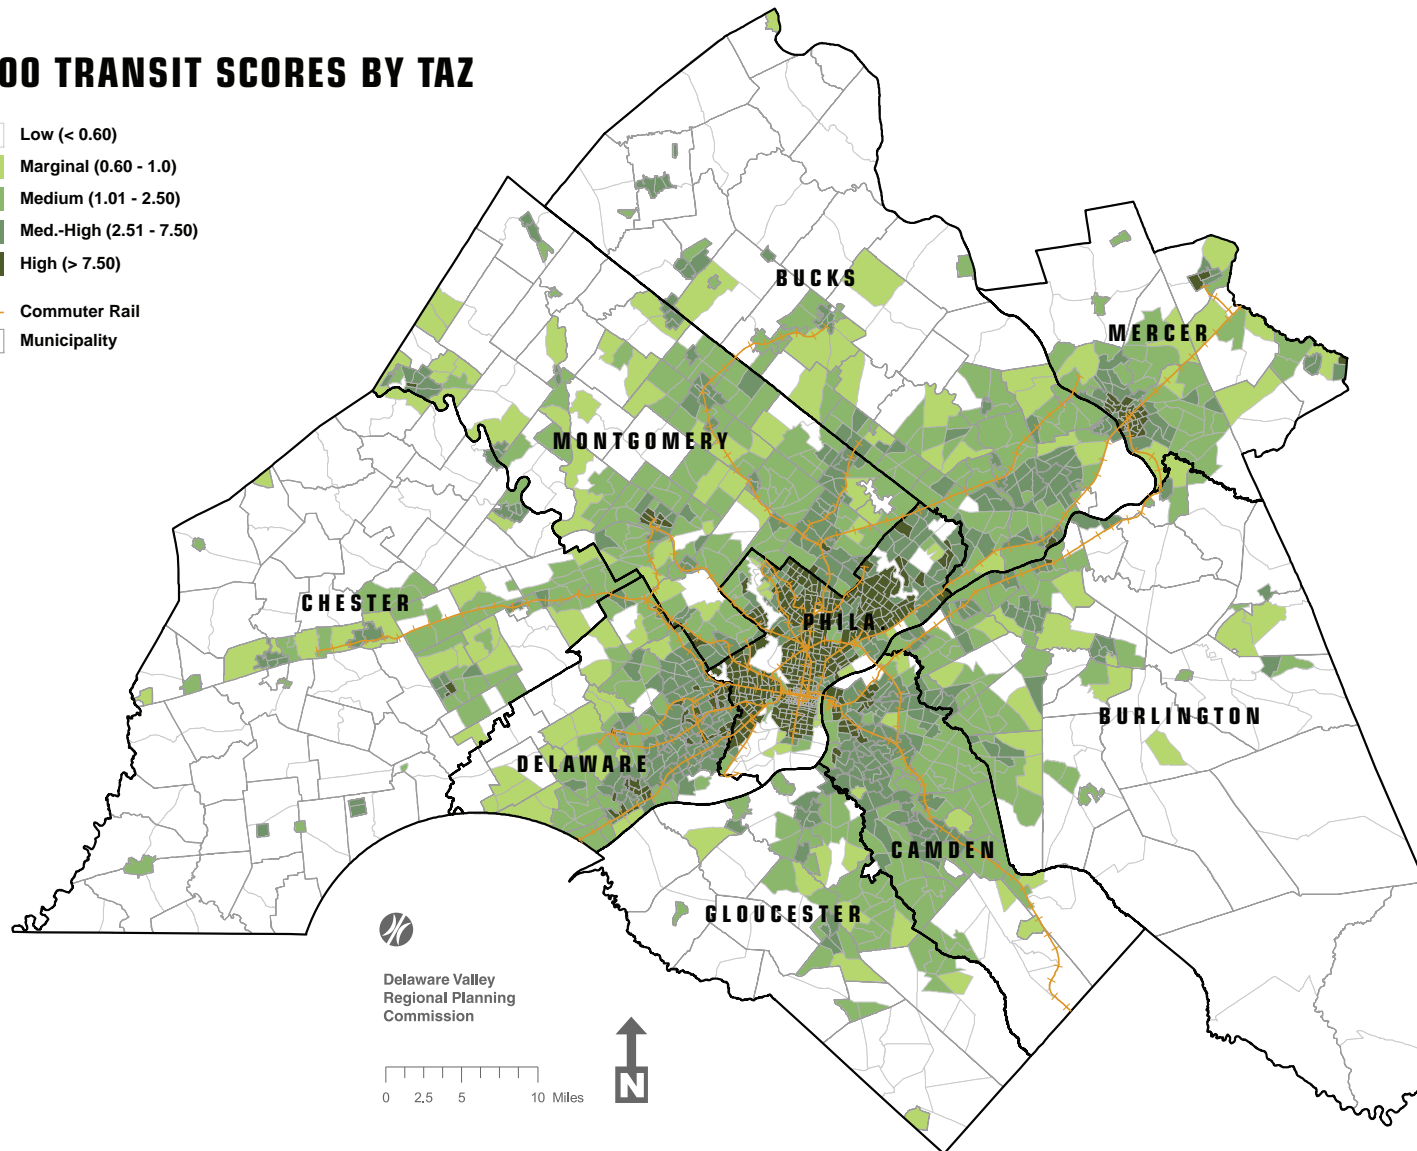 00 TRANSIT SCORES BY TAZ
Low (< 0.60)
Marginal (0.60 - 1.0)
Medium (1.01 - 2.50)
Med.-High (2.51 - 7.50)
High (> 7.50)
Commuter Rail
Municipality
BUCKS
MERCER
MONTGOMERY
CHESTER
PHILA.
BURLINGTON
DELAWARE
CAMDEN
GLOUCESTER
Delaware Valley
Regional Planning
Commission
0 2.5 5 10 Miles
N